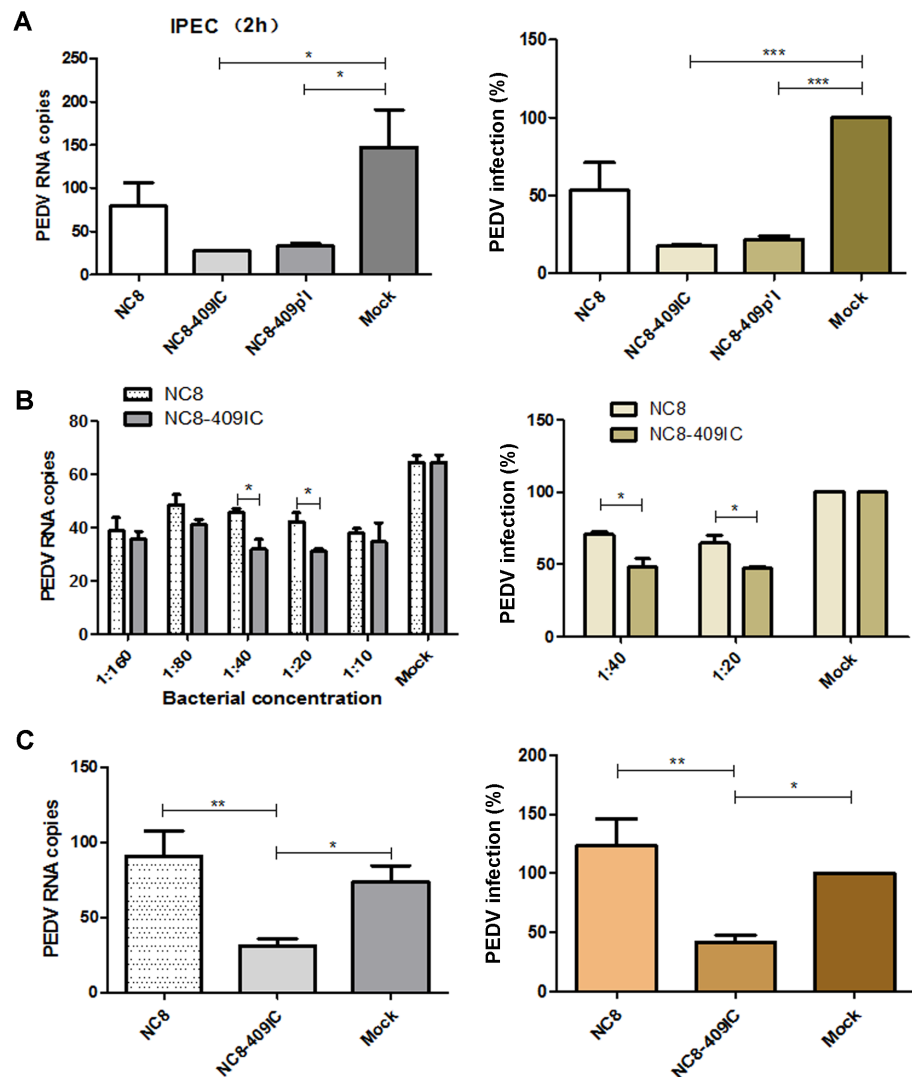 A
IPEC （2h）
PEDV RNA copies
250
200
150
100
50
0
*
*
NC8
NC8-409IC
NC8-409p'I
Mock
PEDV infection (%)
150
100
50
0
***
***
NC8
NC8-409IC
NC8-409p'I
Mock
B
NC8
NC8-409IC
PEDV RNA copies
80
60
40
20
0
*
*
1:160
1:80
1:40
1:20
1:10
Mock
Bacterial concentration
NC8
NC8-409IC
PEDV infection (%)
150
100
50
0
*
*
1:40
1:20
Mock
C
PEDV RNA copies
150
100
50
0
**
*
NC8
NC8-409IC
Mock
PEDV infection (%)
200
150
100
50
0
**
*
NC8
NC8-409IC
Mock